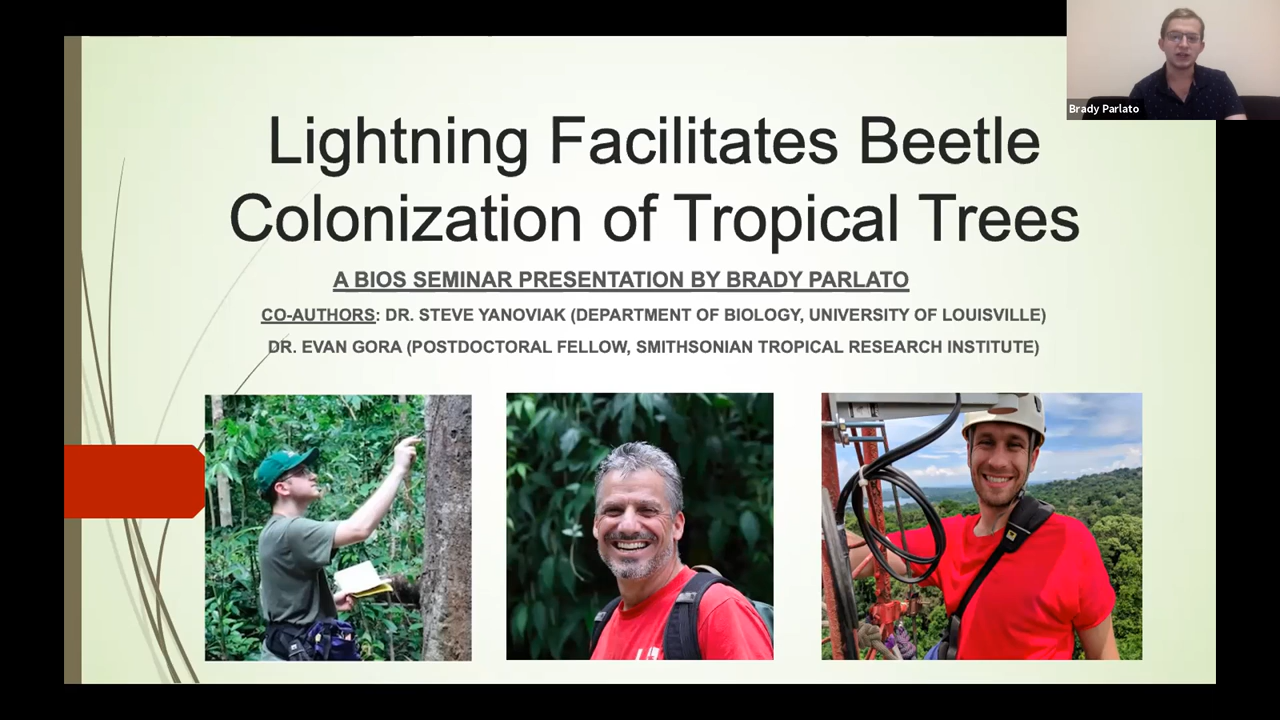 Brady Parlato
Lightning Facilitates Beetle
Colonization of Tropical Trees
A BIOS SEMINAR PRESENTATION BY BRADY PARLATO
CO-AUTHORS: DR. STEVE YANOVIAK (DEPARTMENT OF BIOLOGY, UNIVERSITY OF LOUISVILLE)
DR. EVAN GORA (POSTDOCTORAL FELLOW, SMITHSONIAN TROPICAL RESEARCH INSTITUTE)